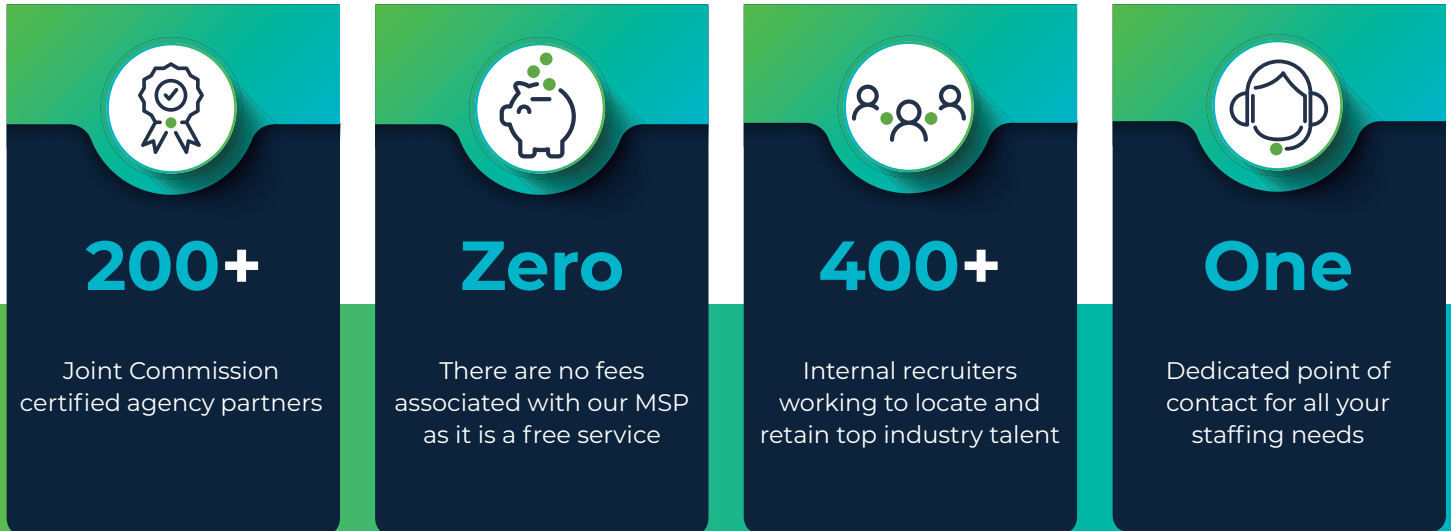 200+
Joint Commission
certified agency partners
Zero
There are no fees
associated with our MSP
as it is a free service
400+
Internal recruiters
working to locate and
retain top industry talent
One
Dedicated point of
contact for all your
staffing needs